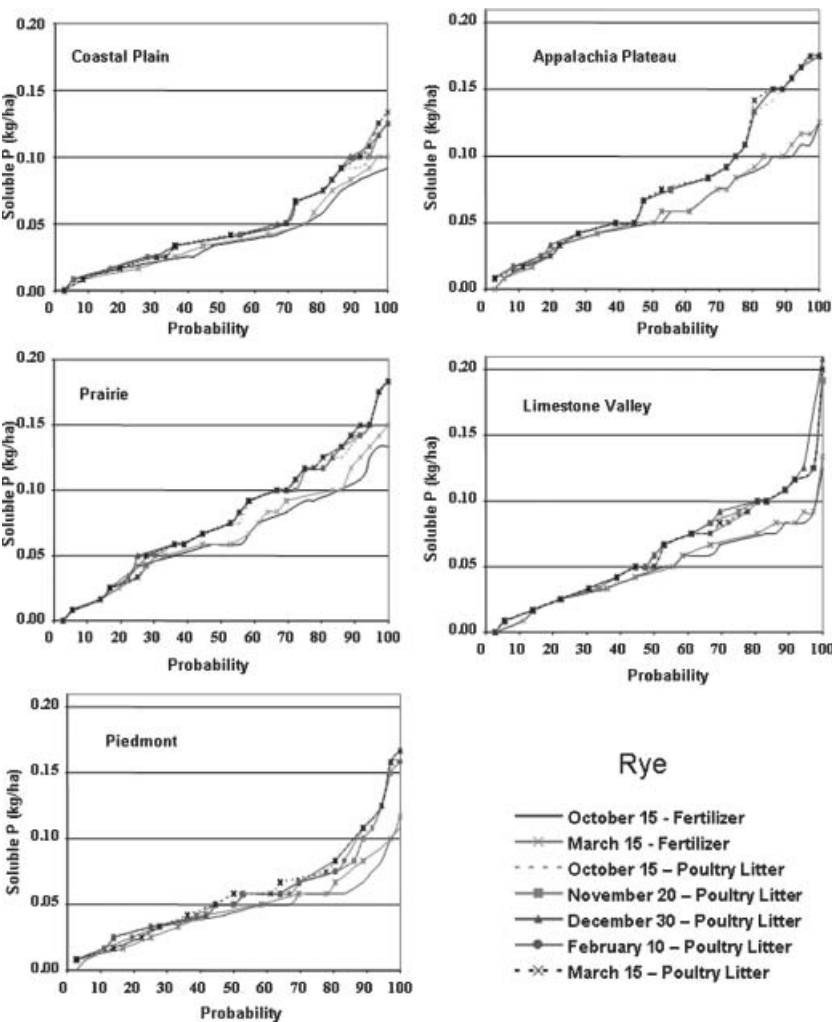 0.20
0.15
0.10
0.05
0.00
Soluble P (kg/ha)
Coastal Plain
0 10 20 30 40 50 60 70 80 90 100
Probability
0.20
0.15
0.10
0.05
0.00
Soluble P (kg/ha)
Appalachia Plateau
0 10 20 30 40 50 60 70 80 90 100
Probability
0.20
0.15
0.10
0.05
0.00
Soluble P (kg/ha)
Prairie
0 10 20 30 40 50 60 70 80 90 100
Probability
0.20
0.15
0.10
0.05
0.00
Soluble P (kg/ha)
Limestone Valley
0 10 20 30 40 50 60 70 80 90 100
Probability
0.20
0.15
0.10
0.05
0.00
Soluble P (kg/ha)
Piedmont
0 10 20 30 40 50 60 70 80 90 100
Probability
Rye
October 15 - Fertilizer
March 15 - Fertilizer
October 15 – Poultry Litter
November 20 – Poultry Litter
December 30 – Poultry Litter
February 10 – Poultry Litter
March 15 – Poultry Litter